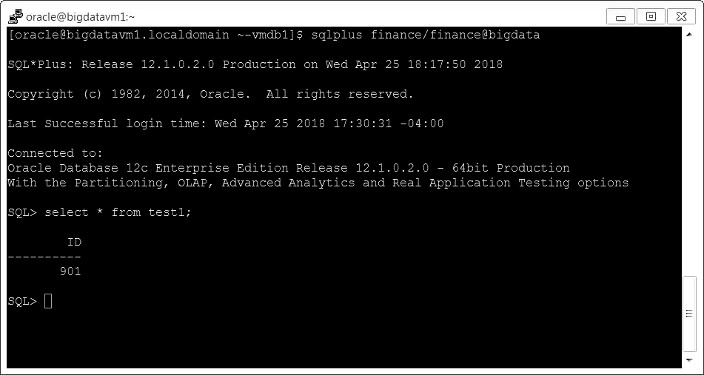 oracle@bigdatavm1:~
[oracle@bigdatavm1.localdomain ~-vmdb1]$ sqlplus finance/finance@bigdata
SQL*Plus: Release 12.1.0.2.0 Production on Wed Apr 25 18:17:50 2018
Copyright (c) 1982, 2014, Oracle.  All rights reserved.
Last Successful login time: Wed Apr 25 2018 17:30:31 -04:00
Connected to:
Oracle Database 12c Enterprise Edition Release 12.1.0.2.0 - 64bit Production
With the Partitioning, OLAP, Advanced Analytics and Real Application Testing options
SQL> select * from test1;
ID
----------
901
SQL>